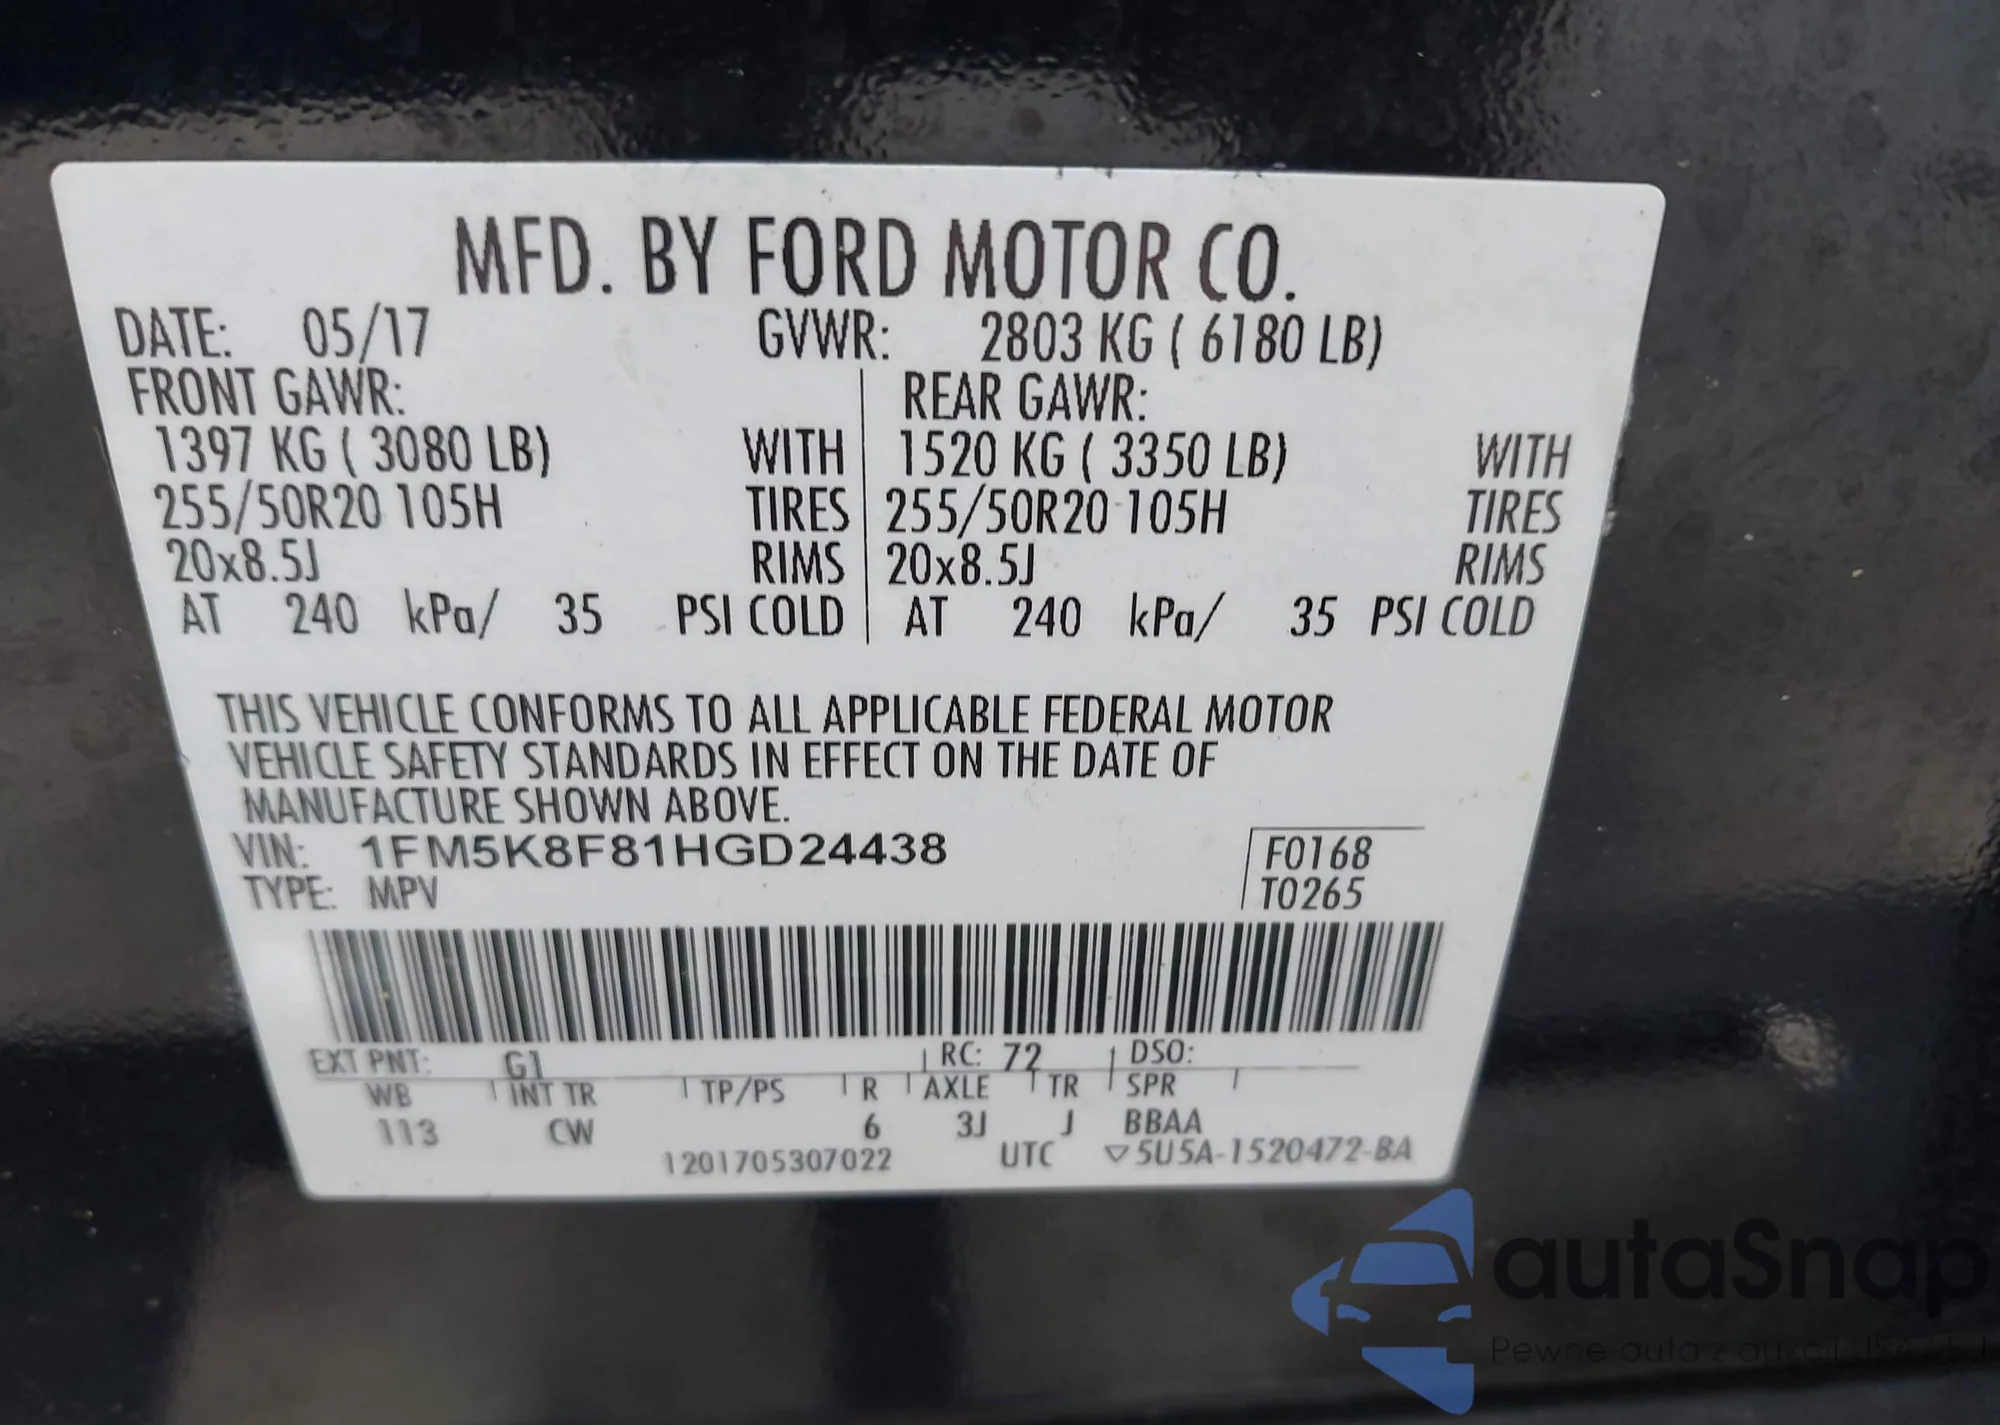 MFD. BY FORD MOTOR CO.
DATE: 05/17 GVWR: 2803 KG ( 6180 LB)
FRONT GAWR: REAR GAWR:
1397 KG ( 3080 LB) WITH 1520 KG ( 3350 LB) WITH
255/50R20 105H TIRES 255/50R20 105H TIRES
20x8.5J RIMS 20x8.5J RIMS
AT 240 kPa/ 35 PSI COLD AT 240 kPa/ 35 PSI COLD
THIS VEHICLE CONFORMS TO ALL APPLICABLE FEDERAL MOTOR
VEHICLE SAFETY STANDARDS IN EFFECT ON THE DATE OF
MANUFACTURE SHOWN ABOVE.
VIN: 1FM5K8F81HGD24438 F0168
TYPE: MPV T0265
EXT PNT: G1 RC: 72 DSO:
WB INT TR TP/PS R AXLE TR SPR
113 CW 6 3J J BBAA
1201705307022 UTC ▽5U5A-1520472-BA
autaSnap
Pewne auta z aukcji USA